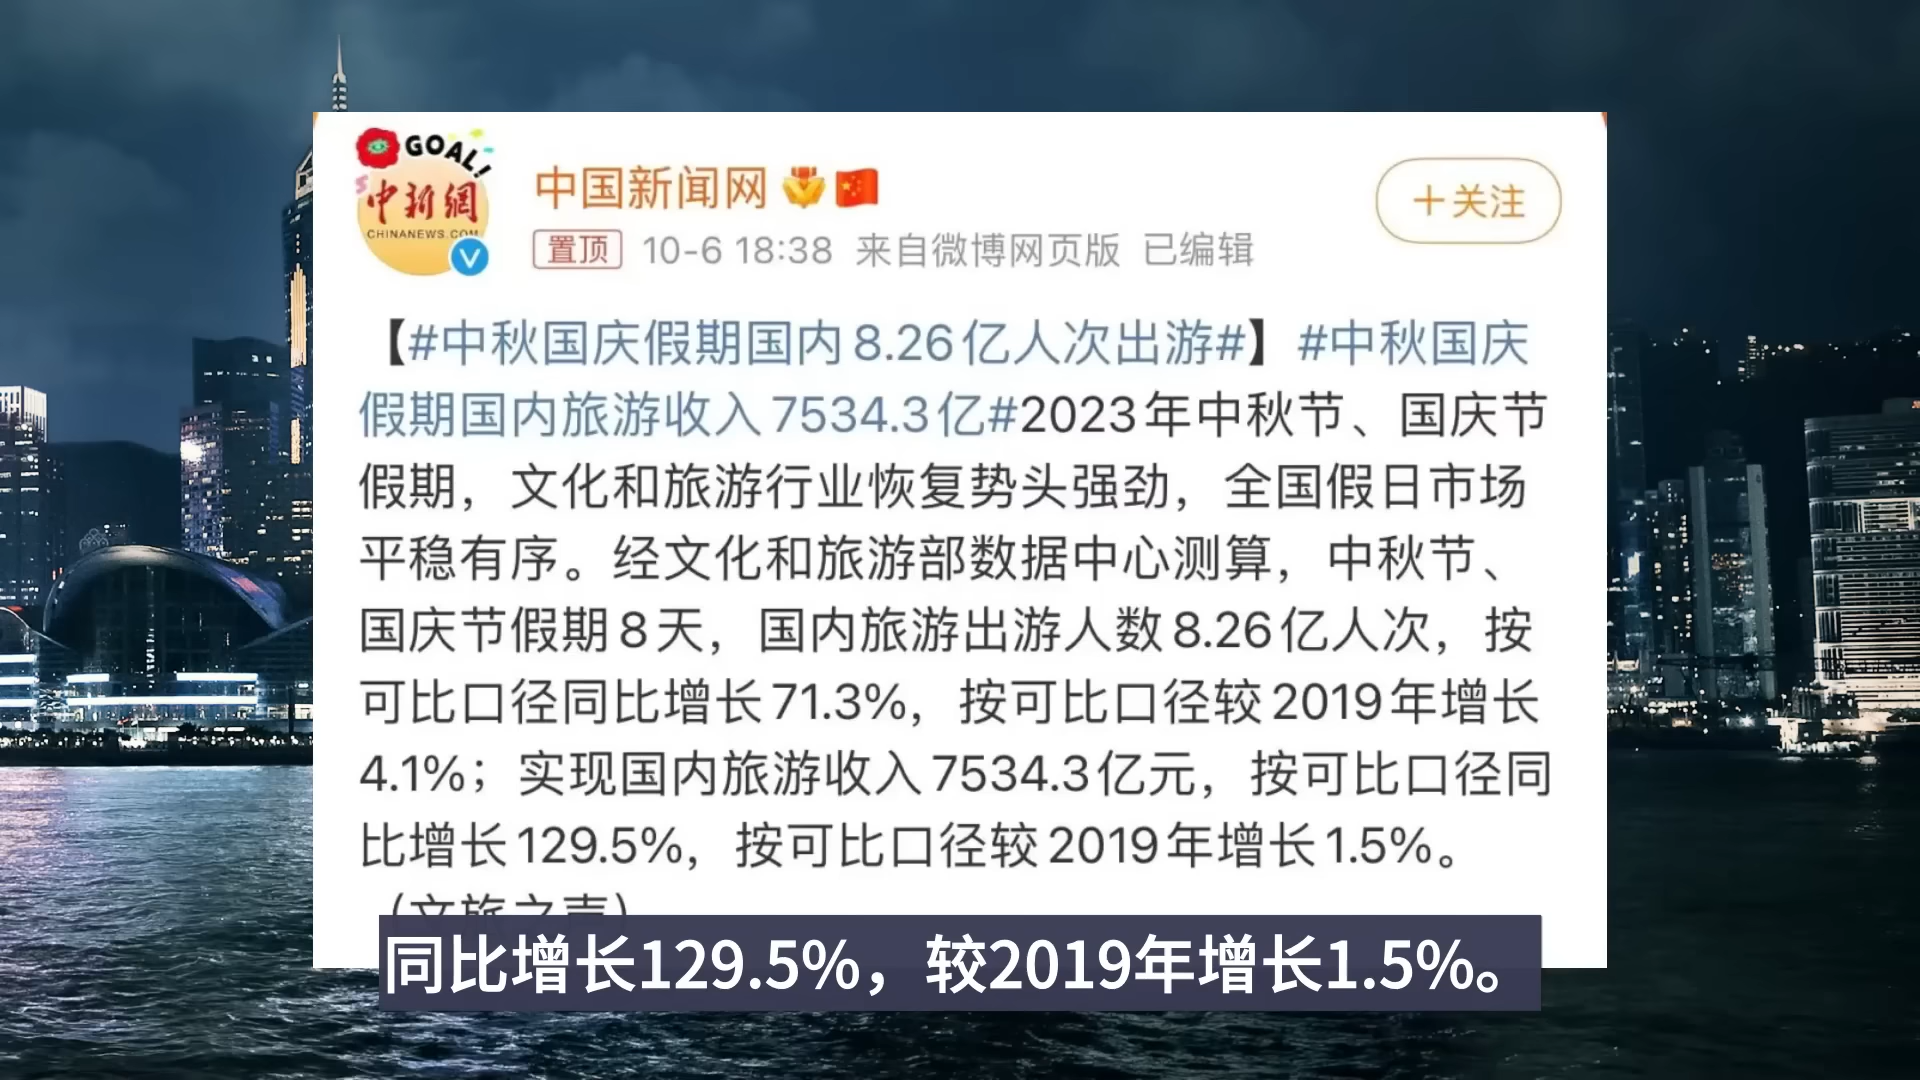 GOAL!
中新網
CHINANEWS.COM
中国新闻网
+关注
置顶 10-6 18:38 来自微博网页版 已编辑
【#中秋国庆假期国内8.26亿人次出游#】#中秋国庆
假期国内旅游收入7534.3亿#2023年中秋节、国庆节
假期，文化和旅游行业恢复势头强劲，全国假日市场
平稳有序。经文化和旅游部数据中心测算，中秋节、
国庆节假期8天，国内旅游出游人数8.26亿人次，按
可比口径同比增长71.3%，按可比口径较2019年增长
4.1%；实现国内旅游收入7534.3亿元，按可比口径同
比增长129.5%，按可比口径较2019年增长1.5%。
（文旅之声）
同比增长129.5%，较2019年增长1.5%。